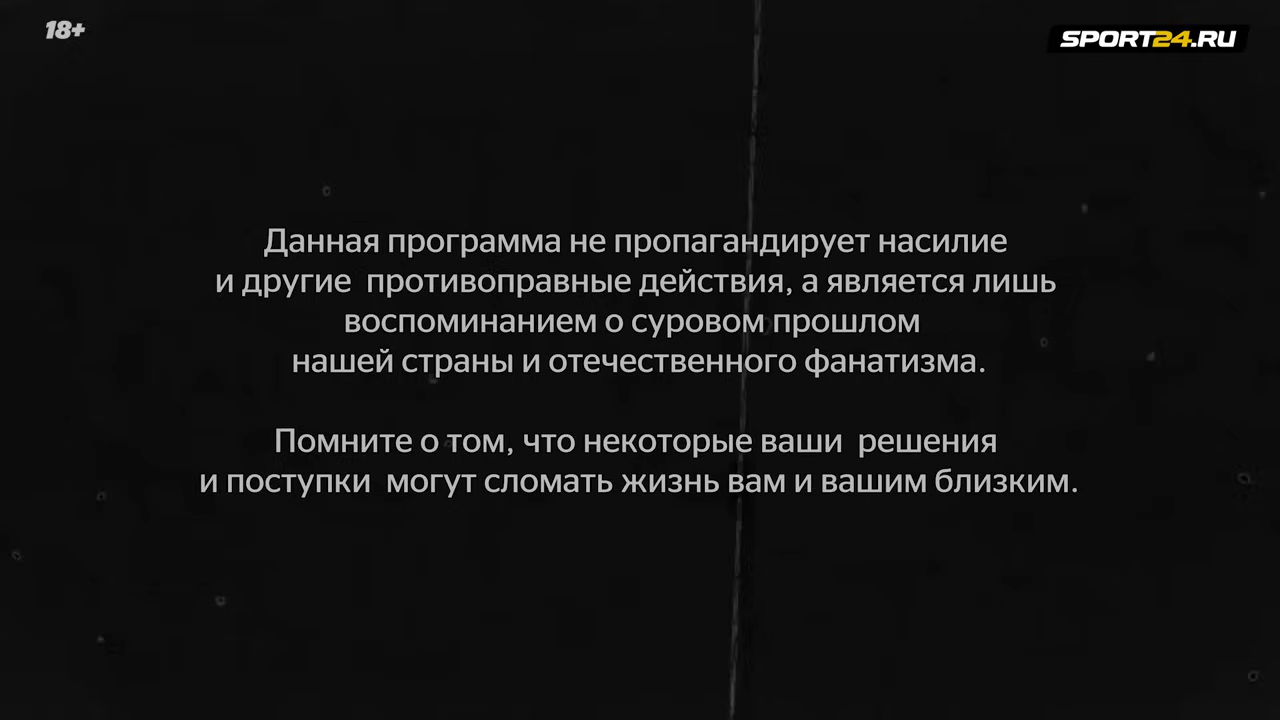 18+
SPORT24.RU
Данная программа не пропагандирует насилие
и другие противоправные действия, а является лишь
воспоминанием о суровом прошлом
нашей страны и отечественного фанатизма.
Помните о том, что некоторые ваши решения
и поступки могут сломать жизнь вам и вашим близким.